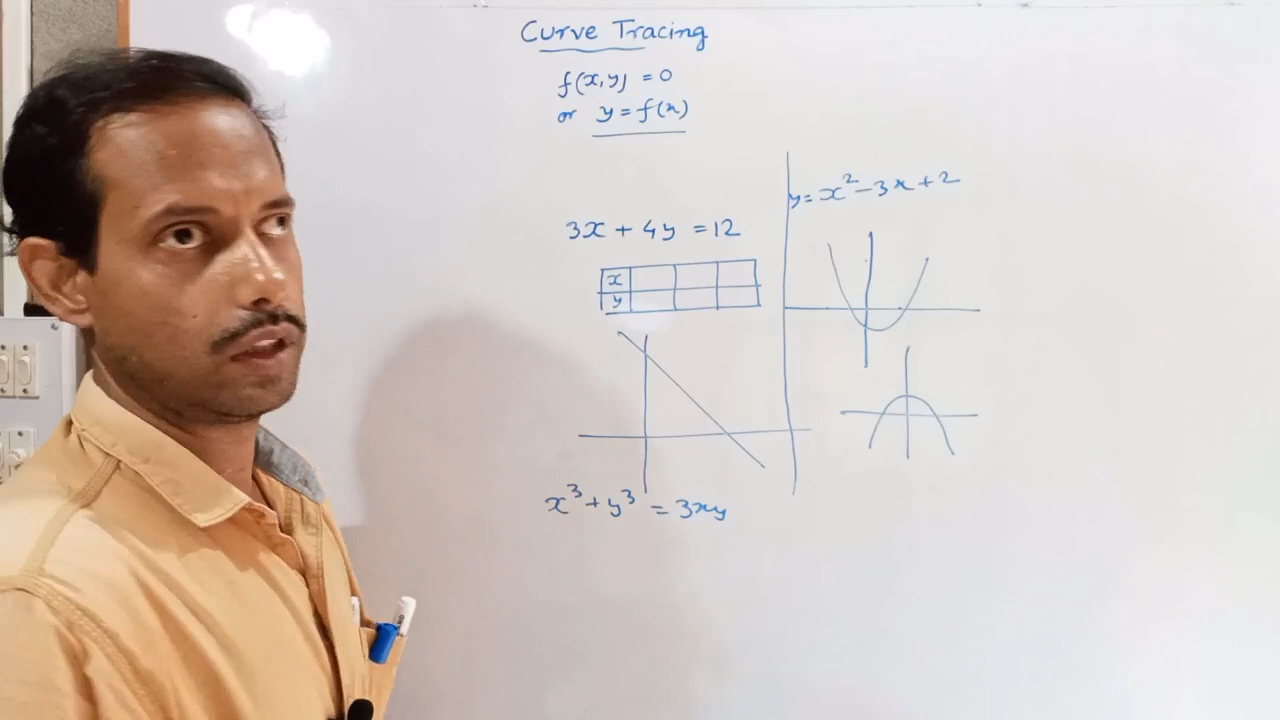 Curve Tracing
f(x,y) = 0
or y = f(x)
3x + 4y = 12
x
y
x³ + y³ = 3xy
y = x² - 3x + 2